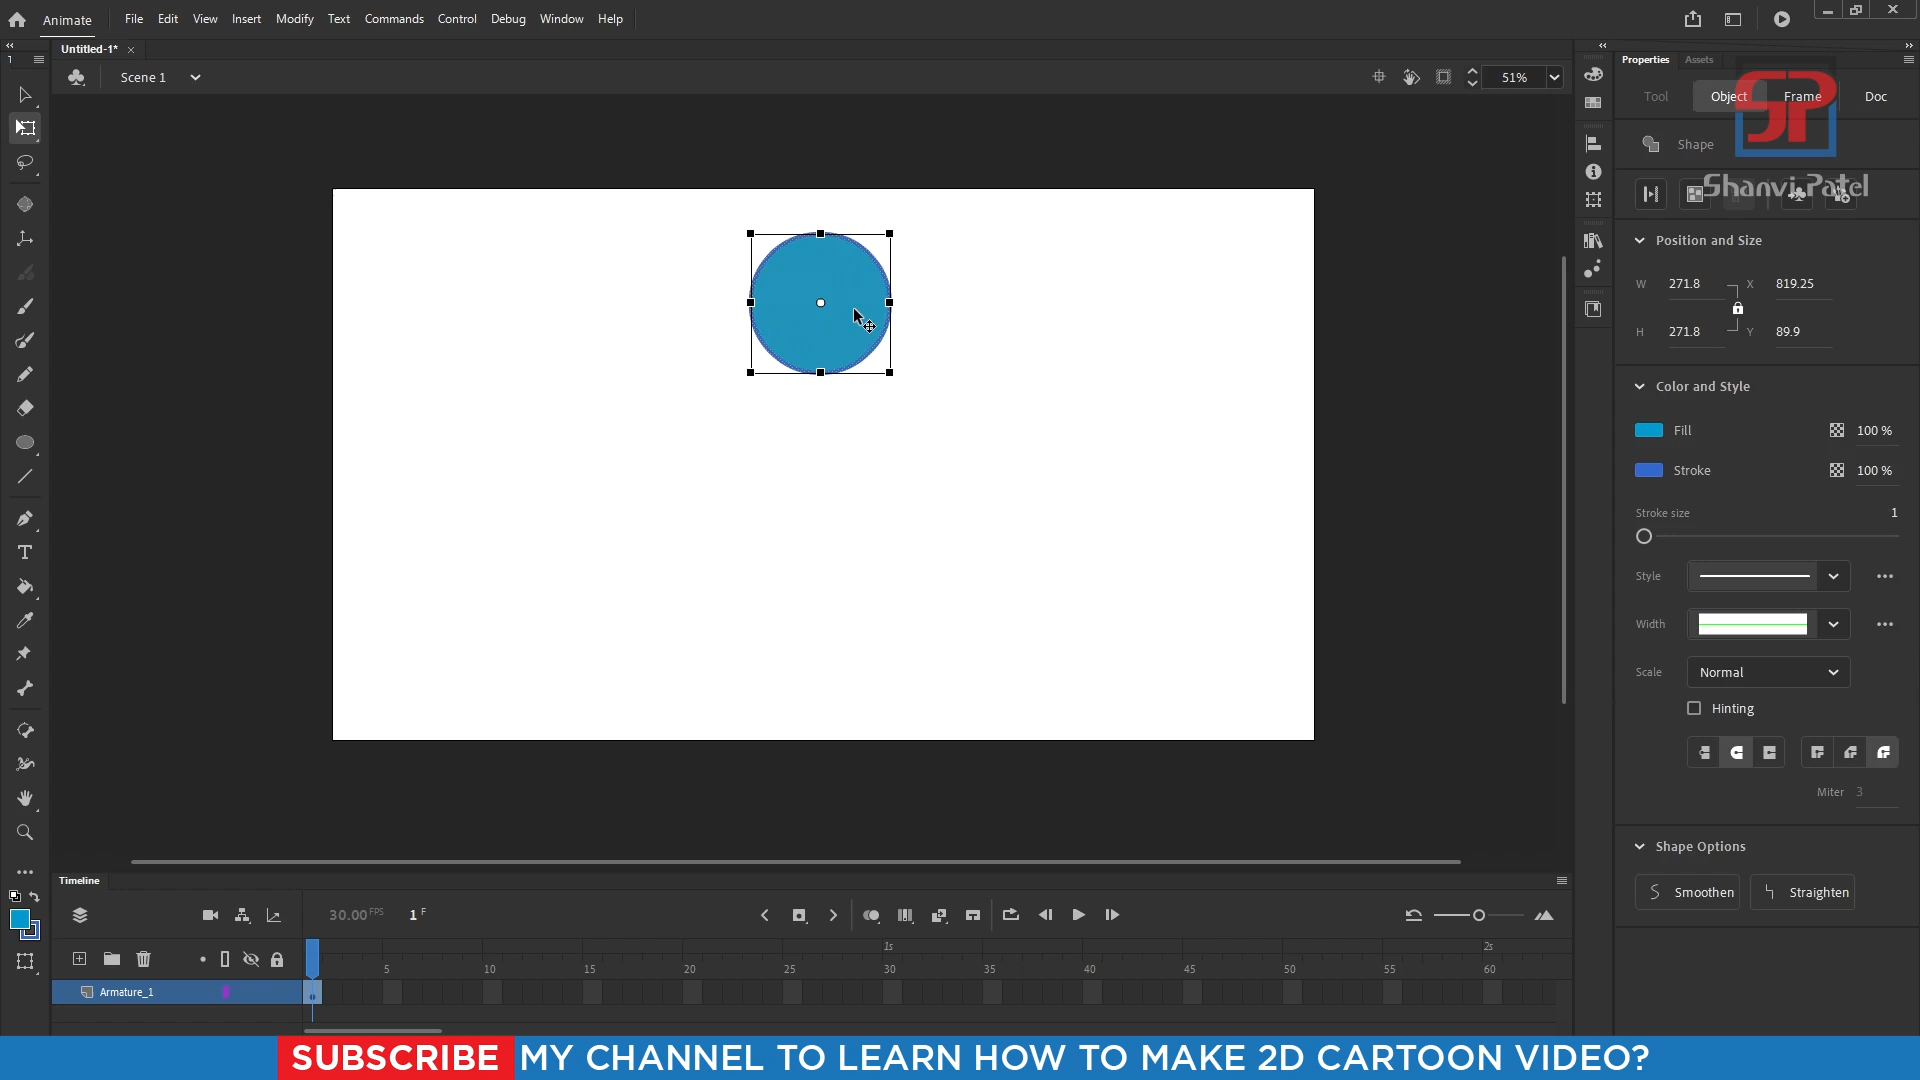 Animate File Edit View Insert Modify Text Commands Control Debug Window Help
Untitled-1*
Scene 1 51%
Properties Assets
Tool Object Frame Doc
SP
Shape
Shanvi Patel
Position and Size
W 271.8 X 819.25
H 271.8 Y 89.9
Color and Style
Fill 100 %
Stroke 100 %
Stroke size 1
Style
Width
Scale Normal
Hinting
Miter 3
Shape Options
Smoothen Straighten
Timeline
30.00 FPS 1 F
1s 2s
5 10 15 20 25 30 35 40 45 50 55 60
Armature_1
SUBSCRIBE MY CHANNEL TO LEARN HOW TO MAKE 2D CARTOON VIDEO?